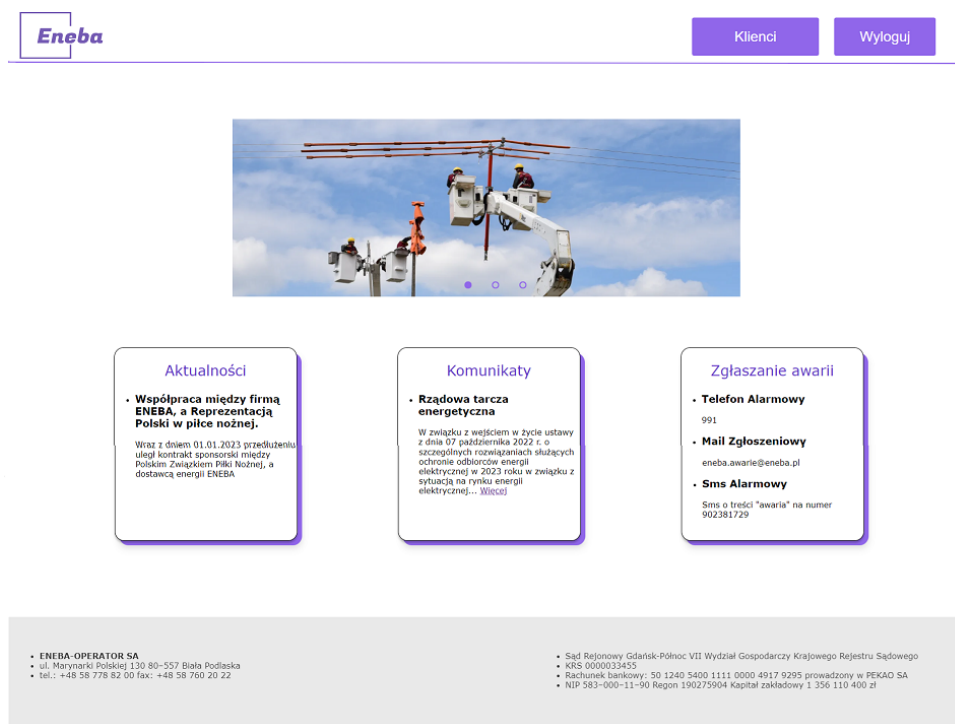 Eneba
Klienci
Wyloguj
Aktualności
Współpraca między firmą
ENEBA, a Reprezentacją
Polski w piłce nożnej.
Wraz z dniem 01.01.2023 przedłużeniu
uległ kontrakt sponsorski między
Polskim Związkiem Piłki Nożnej, a
dostawcą energii ENEBA
Komunikaty
Rządowa tarcza
energetyczna
W związku z wejściem w życie ustawy
z dnia 07 października 2022 r. o
szczególnych rozwiązaniach służących
ochronie odbiorców energii
elektrycznej w 2023 roku w związku z
sytuacją na rynku energii
elektrycznej... Więcej
Zgłaszanie awarii
Telefon Alarmowy
991
Mail Zgłoszeniowy
eneba.awarie@eneba.pl
Sms Alarmowy
Sms o treści "awaria" na numer
902381729
ENEBA-OPERATOR SA
ul. Marynarki Polskiej 130 80–557 Biała Podlaska
tel.: +48 58 778 82 00 fax: +48 58 760 20 22
Sąd Rejonowy Gdańsk-Północ VII Wydział Gospodarczy Krajowego Rejestru Sądowego
KRS 0000033455
Rachunek bankowy: 50 1240 5400 1111 0000 4917 9295 prowadzony w PEKAO SA
NIP 583–000–11–90 Regon 190275904 Kapitał zakładowy 1 356 110 400 zł